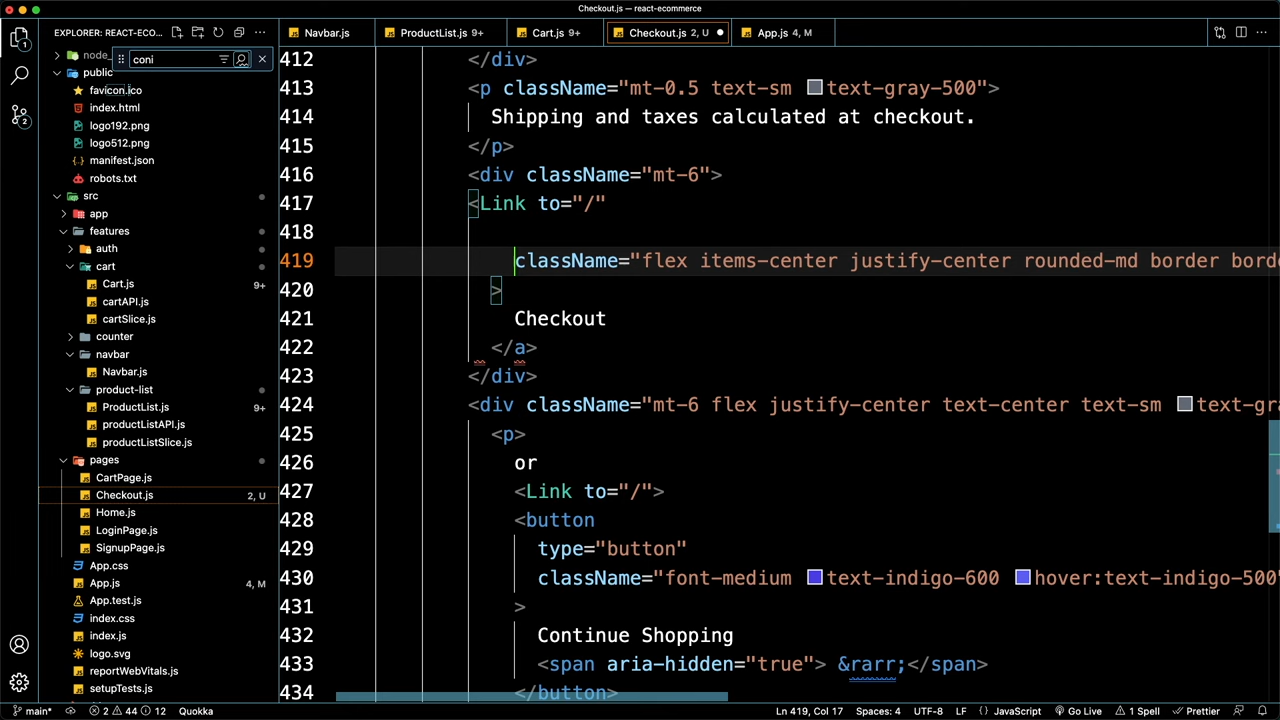 Checkout.js — react-ecommerce
EXPLORER: REACT-ECO...
Navbar.js
ProductList.js 9+
Cart.js 9+
Checkout.js 2, U
App.js 4, M
node_
coni
public
favicon.ico
index.html
logo192.png
logo512.png
manifest.json
robots.txt
src
app
features
auth
cart
Cart.js 9+
cartAPI.js
cartSlice.js
counter
navbar
Navbar.js
product-list
ProductList.js 9+
productListAPI.js
productListSlice.js
pages
CartPage.js
Checkout.js 2, U
Home.js
LoginPage.js
SignupPage.js
App.css
App.js 4, M
App.test.js
index.css
index.js
logo.svg
reportWebVitals.js
setupTests.js
412 </div>
413 <p className="mt-0.5 text-sm text-gray-500">
414 Shipping and taxes calculated at checkout.
415 </p>
416 <div className="mt-6">
417 <Link to="/"
418
419 className="flex items-center justify-center rounded-md border borde
420 >
421 Checkout
422 </a>
423 </div>
424 <div className="mt-6 flex justify-center text-center text-sm text-gra
425 <p>
426 or
427 <Link to="/">
428 <button
429 type="button"
430 className="font-medium text-indigo-600 hover:text-indigo-500"
431 >
432 Continue Shopping
433 <span aria-hidden="true"> &rarr;</span>
434 </button>
1
main* 2 44 12 Quokka
Ln 419, Col 17 Spaces: 4 UTF-8 LF {} JavaScript Go Live 1 Spell Prettier